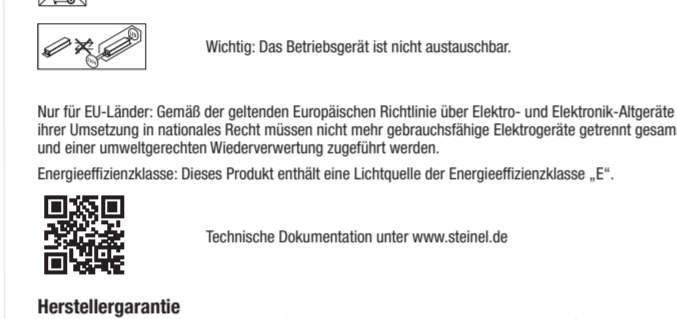 Wichtig: Das Betriebsgerät ist nicht austauschbar.
Nur für EU-Länder: Gemäß der geltenden Europäischen Richtlinie über Elektro- und Elektronik-Altgeräte
ihrer Umsetzung in nationales Recht müssen nicht mehr gebrauchsfähige Elektrogeräte getrennt gesam
und einer umweltgerechten Wiederverwertung zugeführt werden.
Energieeffizienzklasse: Dieses Produkt enthält eine Lichtquelle der Energieeffizienzklasse „E“.
Technische Dokumentation unter www.steinel.de
Herstellergarantie